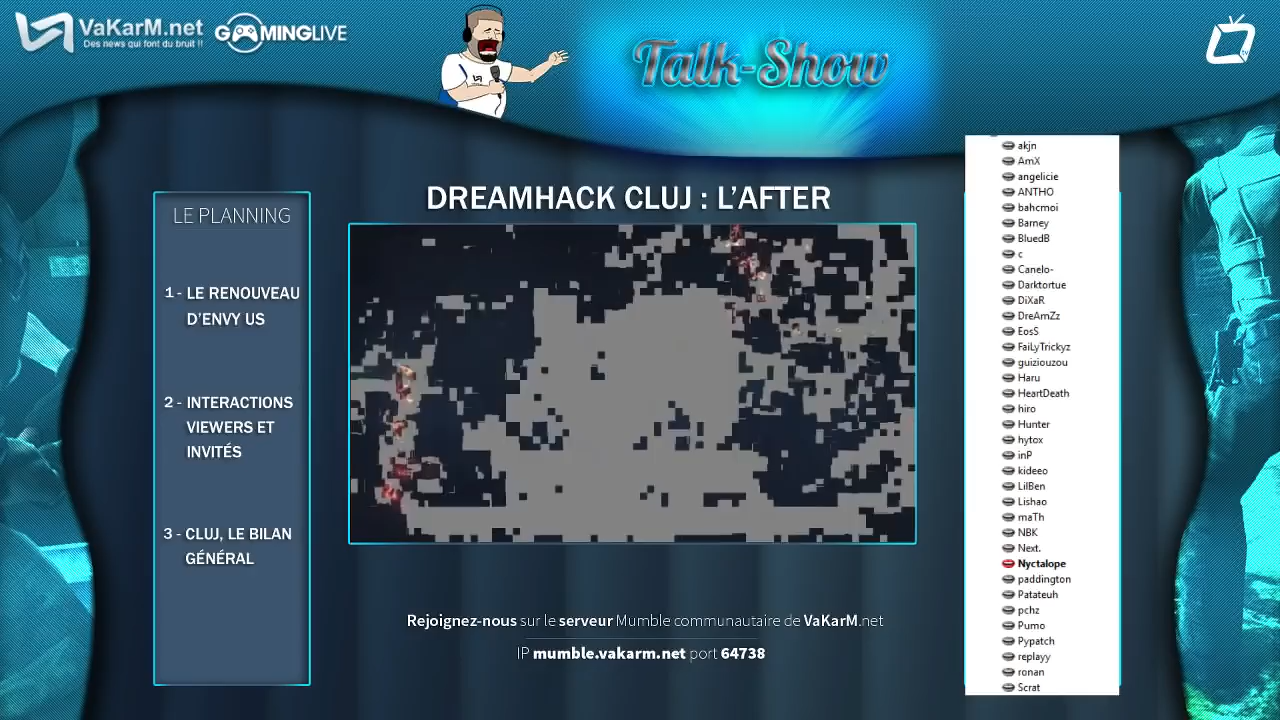 VaKarM.net
Des news qui font du bruit !!
GAMINGLIVE
Talk-Show
TV
LE PLANNING
1 - LE RENOUVEAU
D’ENVY US
2 - INTERACTIONS
VIEWERS ET
INVITÉS
3 - CLUJ, LE BILAN
GÉNÉRAL
DREAMHACK CLUJ : L’AFTER
Rejoignez-nous sur le serveur Mumble communautaire de VaKarM.net
IP mumble.vakarm.net port 64738
akjn
AmX
angelicie
ANTHO
bahcmoi
Barney
BluedB
c
Canelo-
Darktortue
DiXaR
DreAmZz
EosS
FaiLyTrickyz
guiziouzou
Haru
HeartDeath
hiro
Hunter
hytox
inP
kideeo
LilBen
Lishao
maTh
NBK
Next.
Nyctalope
paddington
Patateuh
pchz
Pumo
Pypatch
replayy
ronan
Scrat